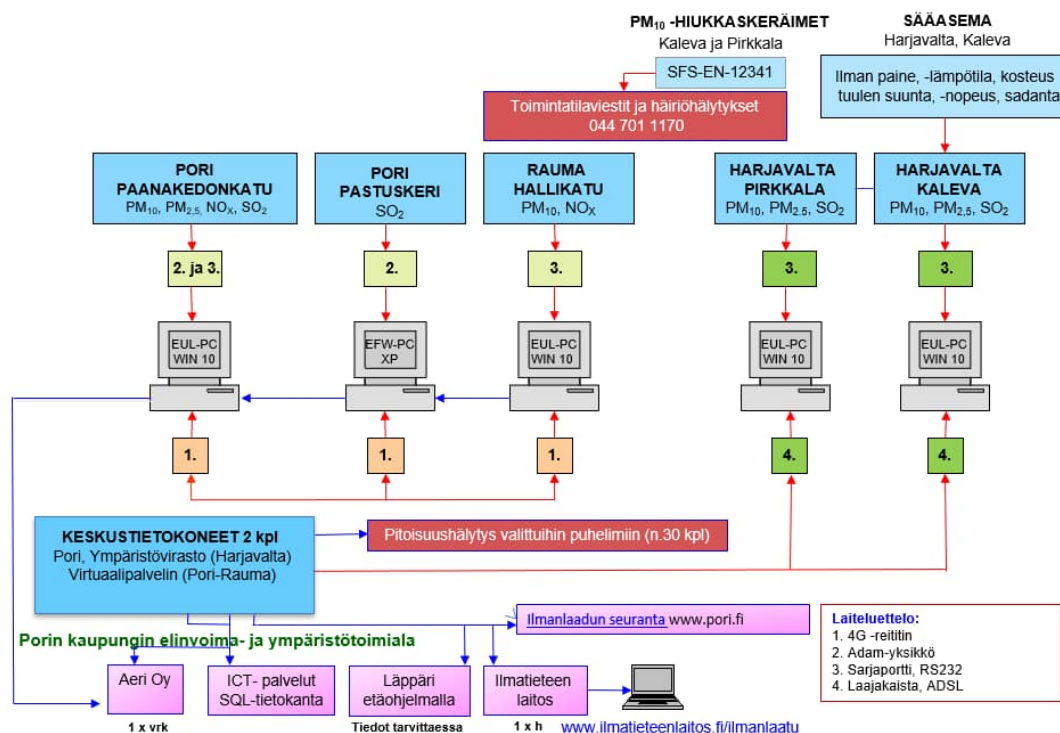 PM₁₀ -HIUKKASKERÄIMET
Kaleva ja Pirkkala
SFS-EN-12341
SÄÄASEMA
Harjavalta, Kaleva
Ilman paine, -lämpötila, kosteus
tuulen suunta, -nopeus, sadanta
Toimintatilaviestit ja häiriöhälytykset
044 701 1170
PORI
PAANAKEDONKATU
PM₁₀, PM₂,₅, NOₓ, SO₂
PORI
PASTUSKERI
SO₂
RAUMA
HALLIKATU
PM₁₀, NOₓ
HARJAVALTA
PIRKKALA
PM₁₀, PM₂.₅, SO₂
HARJAVALTA
KALEVA
PM₁₀, PM₂,₅, SO₂
2. ja 3.
2.
3.
3.
3.
EUL-PC
WIN 10
EFW-PC
XP
EUL-PC
WIN 10
EUL-PC
WIN 10
EUL-PC
WIN 10
1.
1.
1.
4.
4.
KESKUSTIETOKONEET 2 kpl
Pori, Ympäristövirasto (Harjavalta)
Virtuaalipalvelin (Pori-Rauma)
Pitoisuushälytys valittuihin puhelimiin (n.30 kpl)
Ilmanlaadun seuranta www.pori.fi
Porin kaupungin elinvoima- ja ympäristötoimiala
Aeri Oy
1 x vrk
ICT- palvelut
SQL-tietokanta
Läppäri
etäohjelmalla
Tiedot tarvittaessa
Ilmatieteen
laitos
1 x h
www.ilmatieteenlaitos.fi/ilmanlaatu
Laiteluettelo:
1. 4G -reititin
2. Adam-yksikkö
3. Sarjaportti, RS232
4. Laajakaista, ADSL